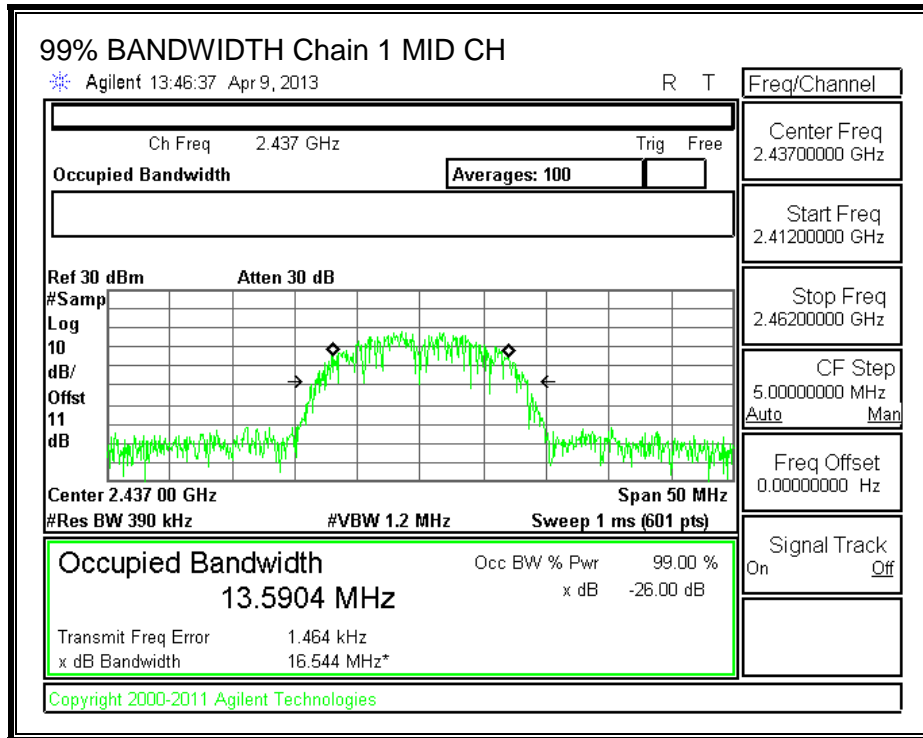 99% BANDWIDTH Chain 1 MID CH
Agilent 13:46:37 Apr 9, 2013 R T
Freq/Channel
Ch Freq 2.437 GHz Trig Free
Occupied Bandwidth Averages: 100
Center Freq
2.43700000 GHz
Start Freq
2.41200000 GHz
Stop Freq
2.46200000 GHz
CF Step
5.00000000 MHz
Auto Man
Freq Offset
0.00000000 Hz
Signal Track
On Off
Ref 30 dBm Atten 30 dB
#Samp
Log
10
dB/
Offst
11
dB
Center 2.437 00 GHz Span 50 MHz
#Res BW 390 kHz #VBW 1.2 MHz Sweep 1 ms (601 pts)
Occupied Bandwidth Occ BW % Pwr 99.00 %
13.5904 MHz x dB -26.00 dB
Transmit Freq Error 1.464 kHz
x dB Bandwidth 16.544 MHz*
Copyright 2000-2011 Agilent Technologies